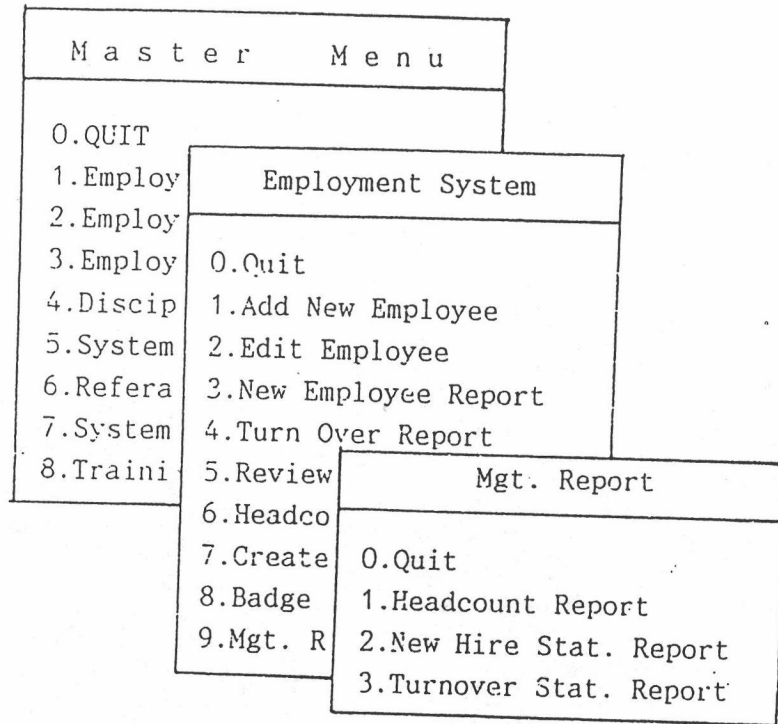 Master Menu
0.QUIT
1.Employ
2.Employ
3.Employ
4.Discip
5.System
6.Refera
7.System
8.Traini
Employment System
0.Quit
1.Add New Employee
2.Edit Employee
3.New Employee Report
4.Turn Over Report
5.Review
6.Headco
7.Create
8.Badge
9.Mgt. R
Mgt. Report
0.Quit
1.Headcount Report
2.New Hire Stat. Report
3.Turnover Stat. Report